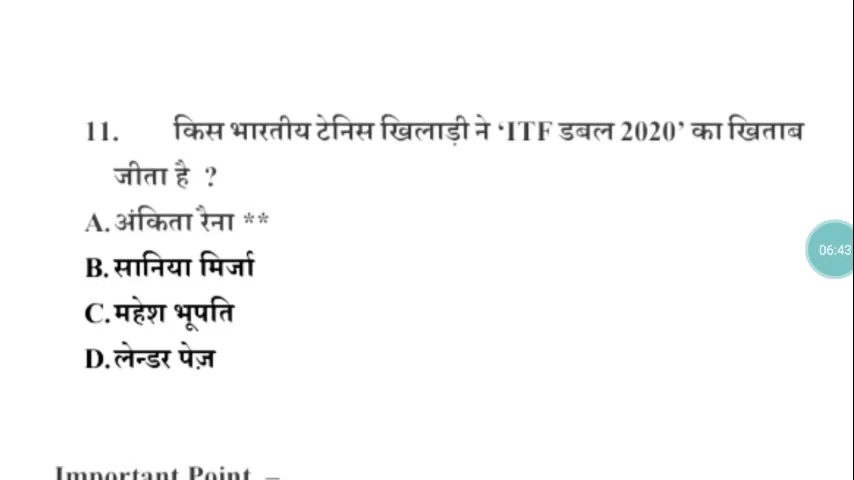 11. किस भारतीय टेनिस खिलाड़ी ने ‘ITF डबल 2020’ का खिताब
जीता है ?
A. अंकिता रैना **
B. सानिया मिर्जा
C. महेश भूपति
D. लेन्डर पेज़
06:43
Important Point –